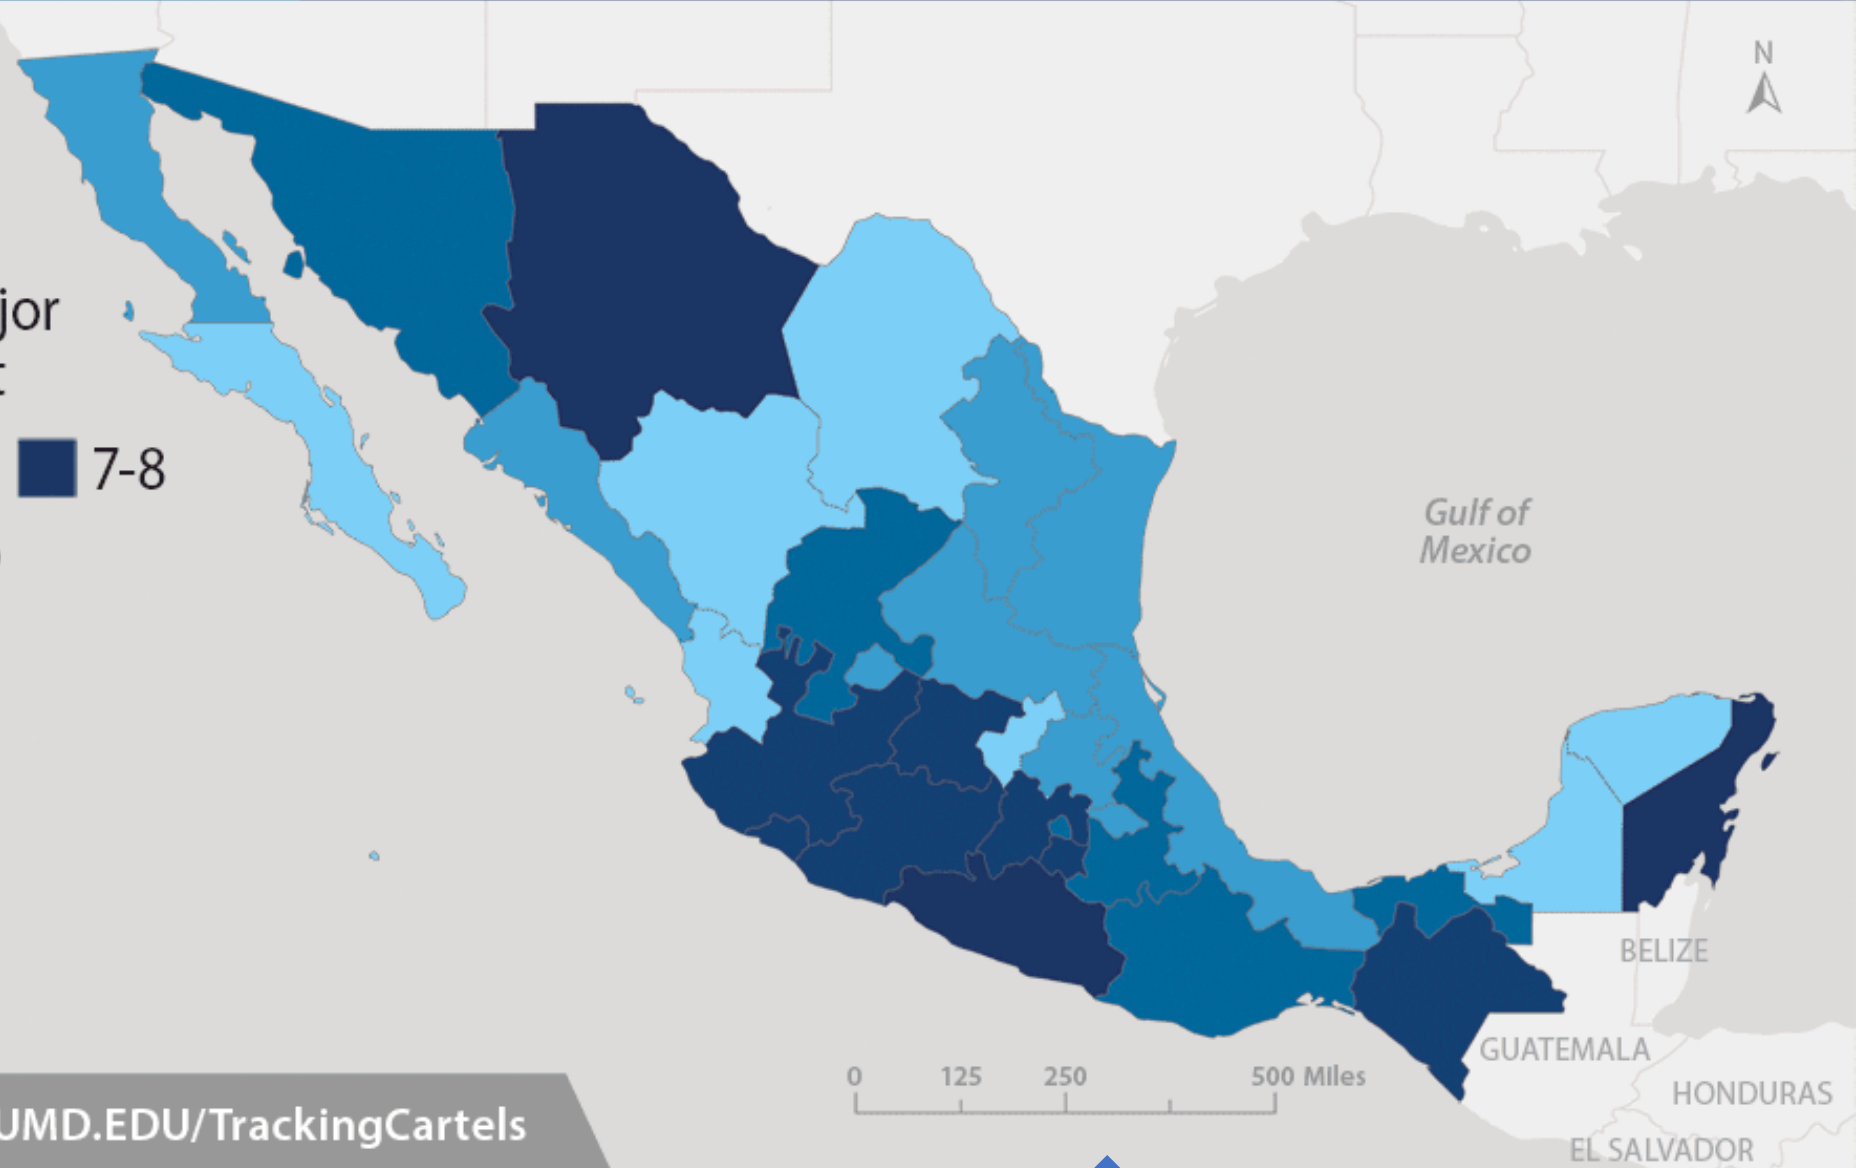 N
jor
7-8
Gulf of
Mexico
BELIZE
GUATEMALA
HONDURAS
EL SALVADOR
0 125 250 500 Miles
UMD.EDU/TrackingCartels